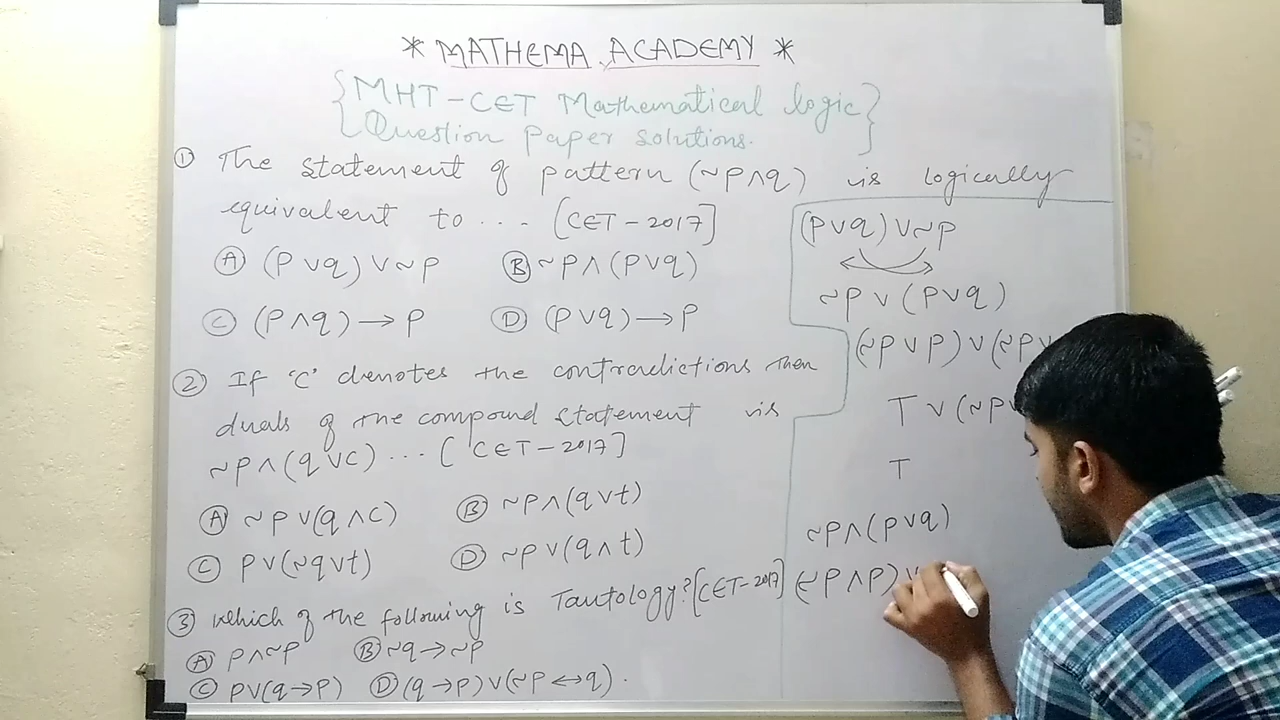 * MATHEMA ACADEMY *
{MHT-CET Mathematical logic
Question Paper solutions.}
① The statement of pattern (~p∧q) is logically
equivalent to ... [CET-2017]
Ⓐ (p∨q)∨~p Ⓑ ~p∧(p∨q)
Ⓒ (p∧q)→p Ⓓ (p∨q)→p
② If 'C' denotes the contradictions then
duals of the compound statement is
~p∧(q∨c)...[CET-2017]
Ⓐ ~p∨(q∧c) Ⓑ ~p∧(q∨t)
Ⓒ p∨(~q∨t) Ⓓ ~p∨(q∧t)
③ which of the following is Tautology?[CET-2017]
Ⓐ p∧~p Ⓑ ~q→~p
Ⓒ p∨(q→p) Ⓓ (q→p)∨(~p↔q).
(p∨q)∨~p
~p∨(p∨q)
(~p∨p)∨(~p∨
T∨(~p∨
T
~p∧(p∨q)
(~p∧p)∨